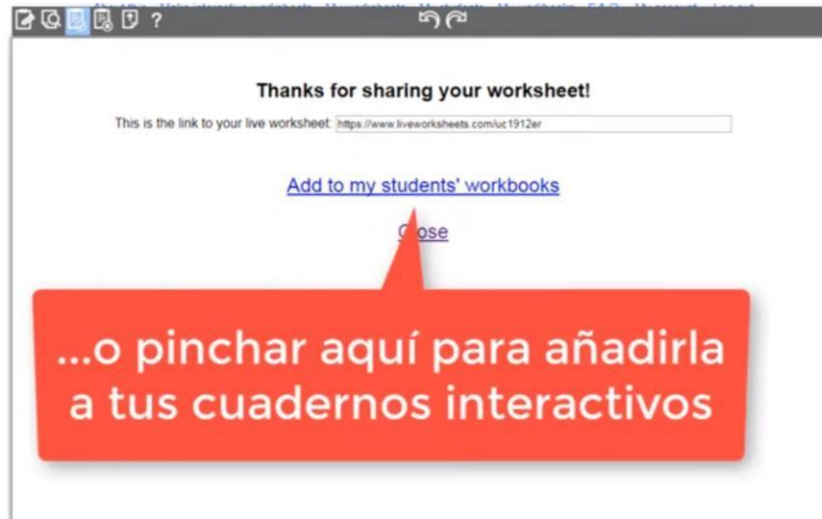 ?
Thanks for sharing your worksheet!
This is the link to your live worksheet: https://www.liveworksheets.com/uc1912er
Add to my students' workbooks
Close
...o pinchar aquí para añadirla
a tus cuadernos interactivos